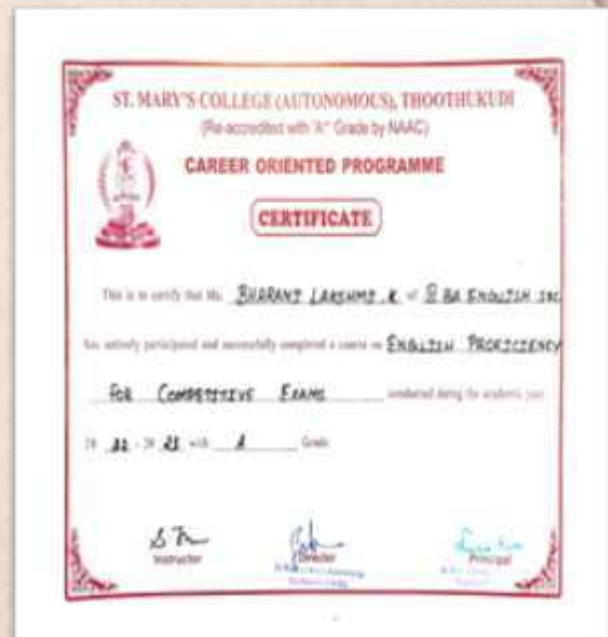 ST. MARY'S COLLEGE (AUTONOMOUS), THOOTHUKUDI
(Re-accredited with 'A+' Grade by NAAC)
CAREER ORIENTED PROGRAMME
CERTIFICATE
This is to certify that Ms. BHARANI LAKSHMI. K of II BA ENGLISH SSC
has actively participated and successfully completed a course on ENGLISH PROFICIENCY
FOR COMPETITIVE EXAMS conducted during the academic year
20 22 - 20 23 with A Grade
Instructor Director Principal